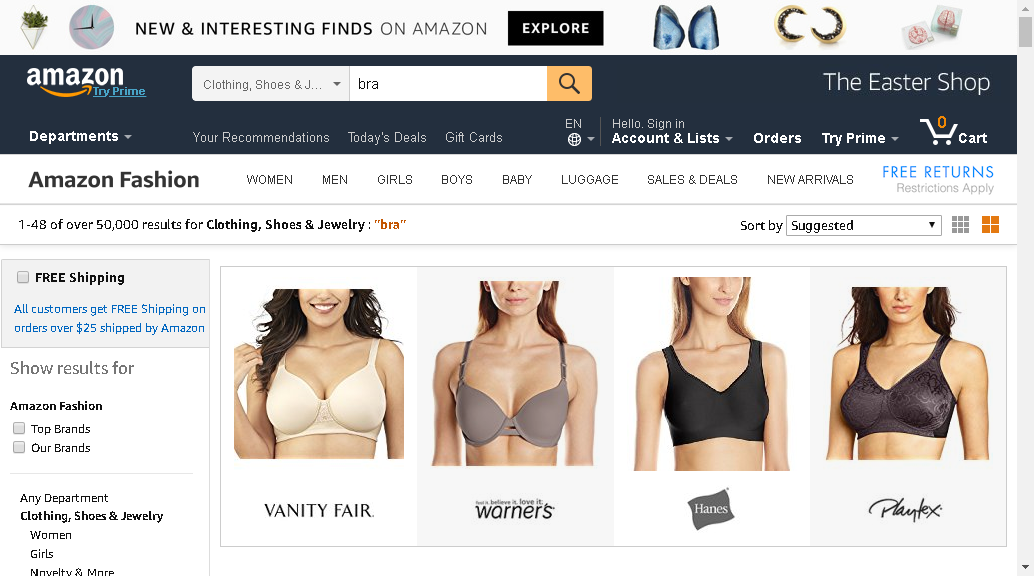 NEW & INTERESTING FINDS ON AMAZON EXPLORE
amazon
Try Prime
Clothing, Shoes & J... bra
The Easter Shop
Departments
Your Recommendations Today's Deals Gift Cards
EN
Hello. Sign in
Account & Lists
Orders
Try Prime
0
Cart
Amazon Fashion
WOMEN MEN GIRLS BOYS BABY LUGGAGE SALES & DEALS NEW ARRIVALS
FREE RETURNS
Restrictions Apply
1-48 of over 50,000 results for Clothing, Shoes & Jewelry : "bra"
Sort by Suggested
FREE Shipping
All customers get FREE Shipping on
orders over $25 shipped by Amazon
Show results for
Amazon Fashion
Top Brands
Our Brands
Any Department
Clothing, Shoes & Jewelry
Women
Girls
Novelty & More
VANITY FAIR.
feel it. believe it. love it:
warner's
Hanes
Playtex